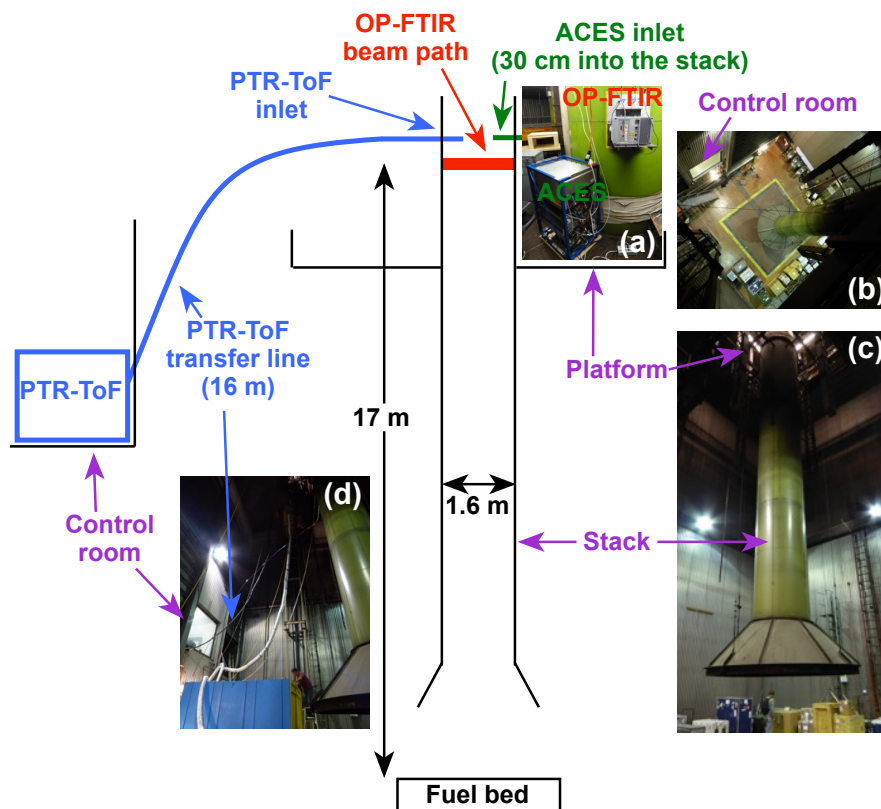 OP-FTIR
beam path
ACES inlet
(30 cm into the stack)
PTR-ToF
inlet
OP-FTIR
ACES
(a)
Control room
(b)
PTR-ToF
transfer line
(16 m)
PTR-ToF
Platform
(c)
17 m
Control
room
(d)
1.6 m
Stack
Fuel bed